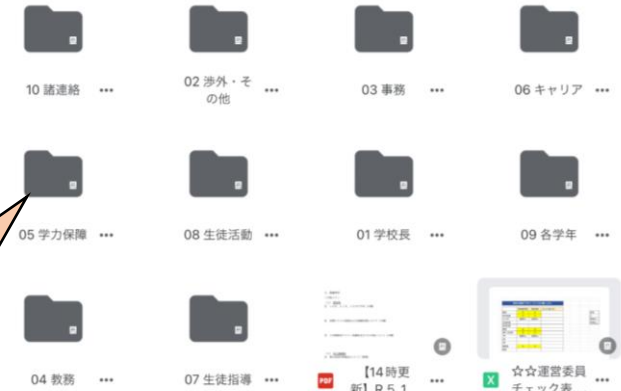 10 諸連絡
02 渉外・そ
の他
03 事務
06 キャリア
05 学力保障
08 生徒活動
01 学校長
09 各学年
04 教務
07 生徒指導
PDF
【14時更
新】R 5.1
X
☆☆運営委員
チェック表